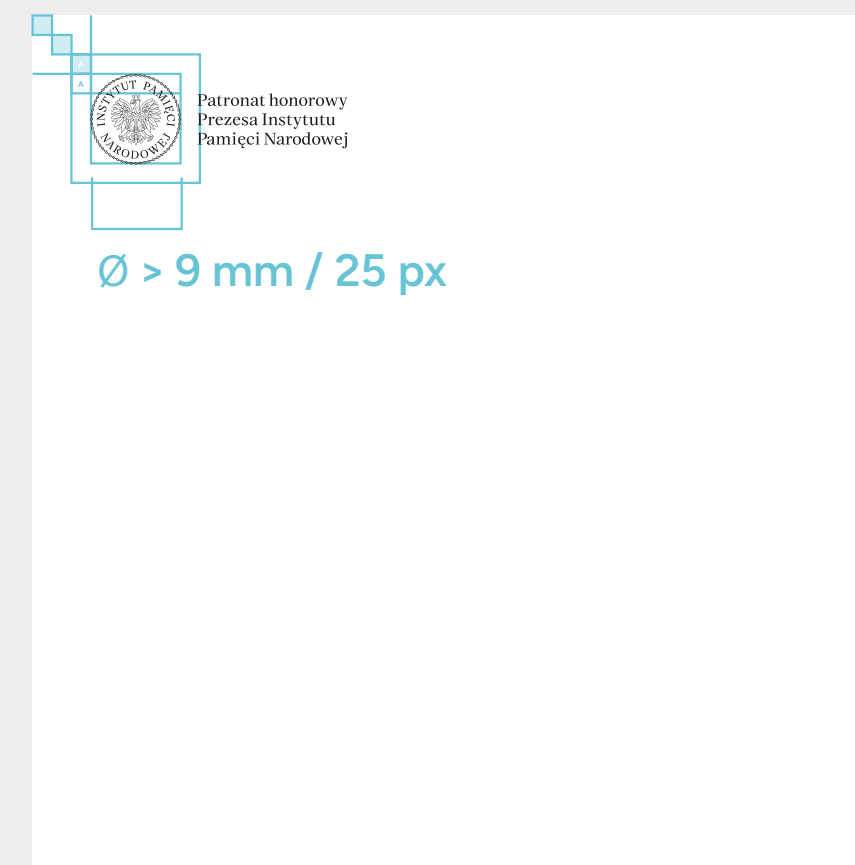 A
A
INSTYTUT PAMIĘCI
NARODOWEJ
Patronat honorowy
Prezesa Instytutu
Pamięci Narodowej
Ø > 9 mm / 25 px